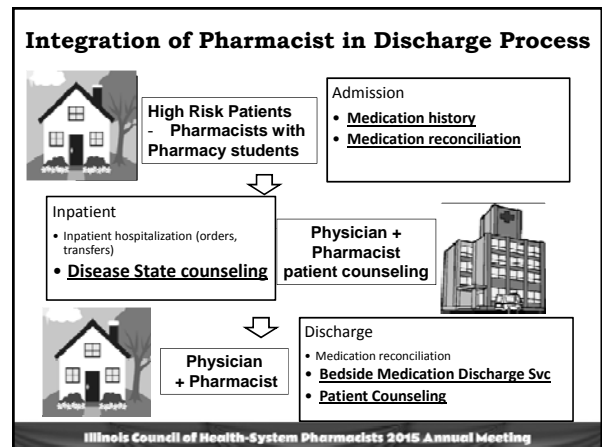 Integration of Pharmacist in Discharge Process
High Risk Patients
- Pharmacists with
Pharmacy students
Admission
• Medication history
• Medication reconciliation
Inpatient
• Inpatient hospitalization (orders,
transfers)
• Disease State counseling
Physician +
Pharmacist
patient counseling
Physician
+ Pharmacist
Discharge
• Medication reconciliation
• Bedside Medication Discharge Svc
• Patient Counseling
Illinois Council of Health-System Pharmacists 2015 Annual Meeting